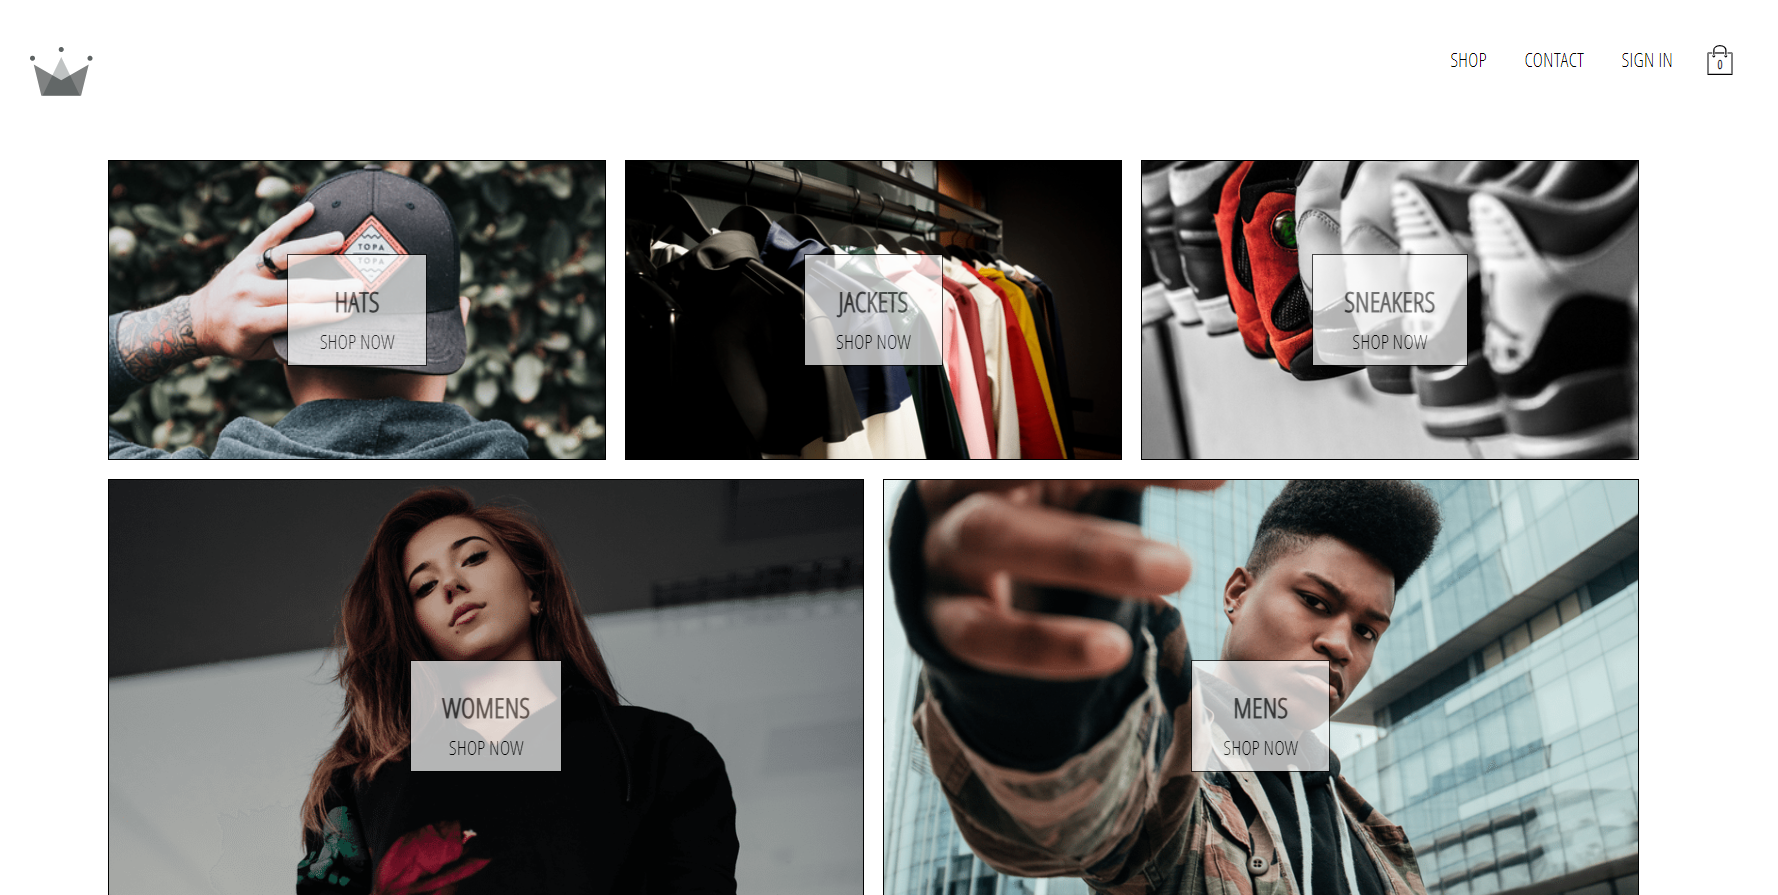 SHOP
CONTACT
SIGN IN
0
TOPA
TOPA
HATS
SHOP NOW
JACKETS
SHOP NOW
SNEAKERS
SHOP NOW
WOMENS
SHOP NOW
MENS
SHOP NOW